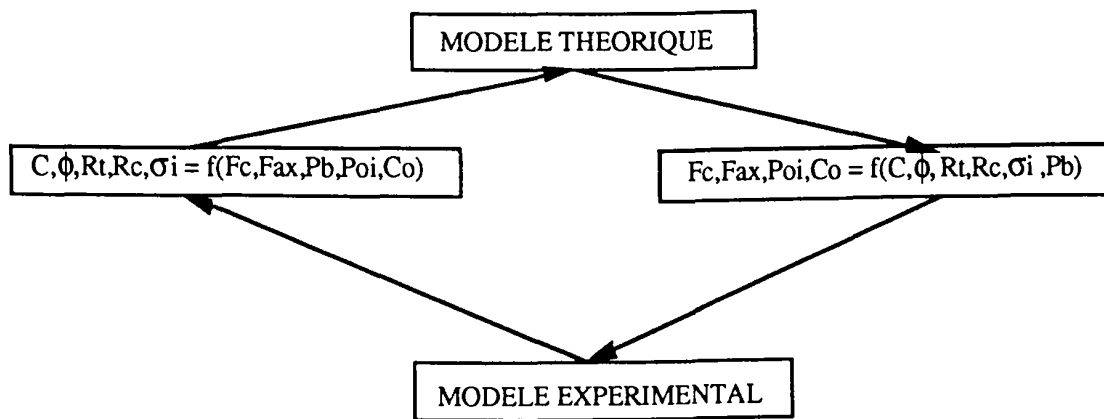 MODELE THEORIQUE
C,ϕ,Rt,Rc,σi = f(Fc,Fax,Pb,Poi,Co)
Fc,Fax,Poi,Co = f(C,ϕ,Rt,Rc,σi ,Pb)
MODELE EXPERIMENTAL